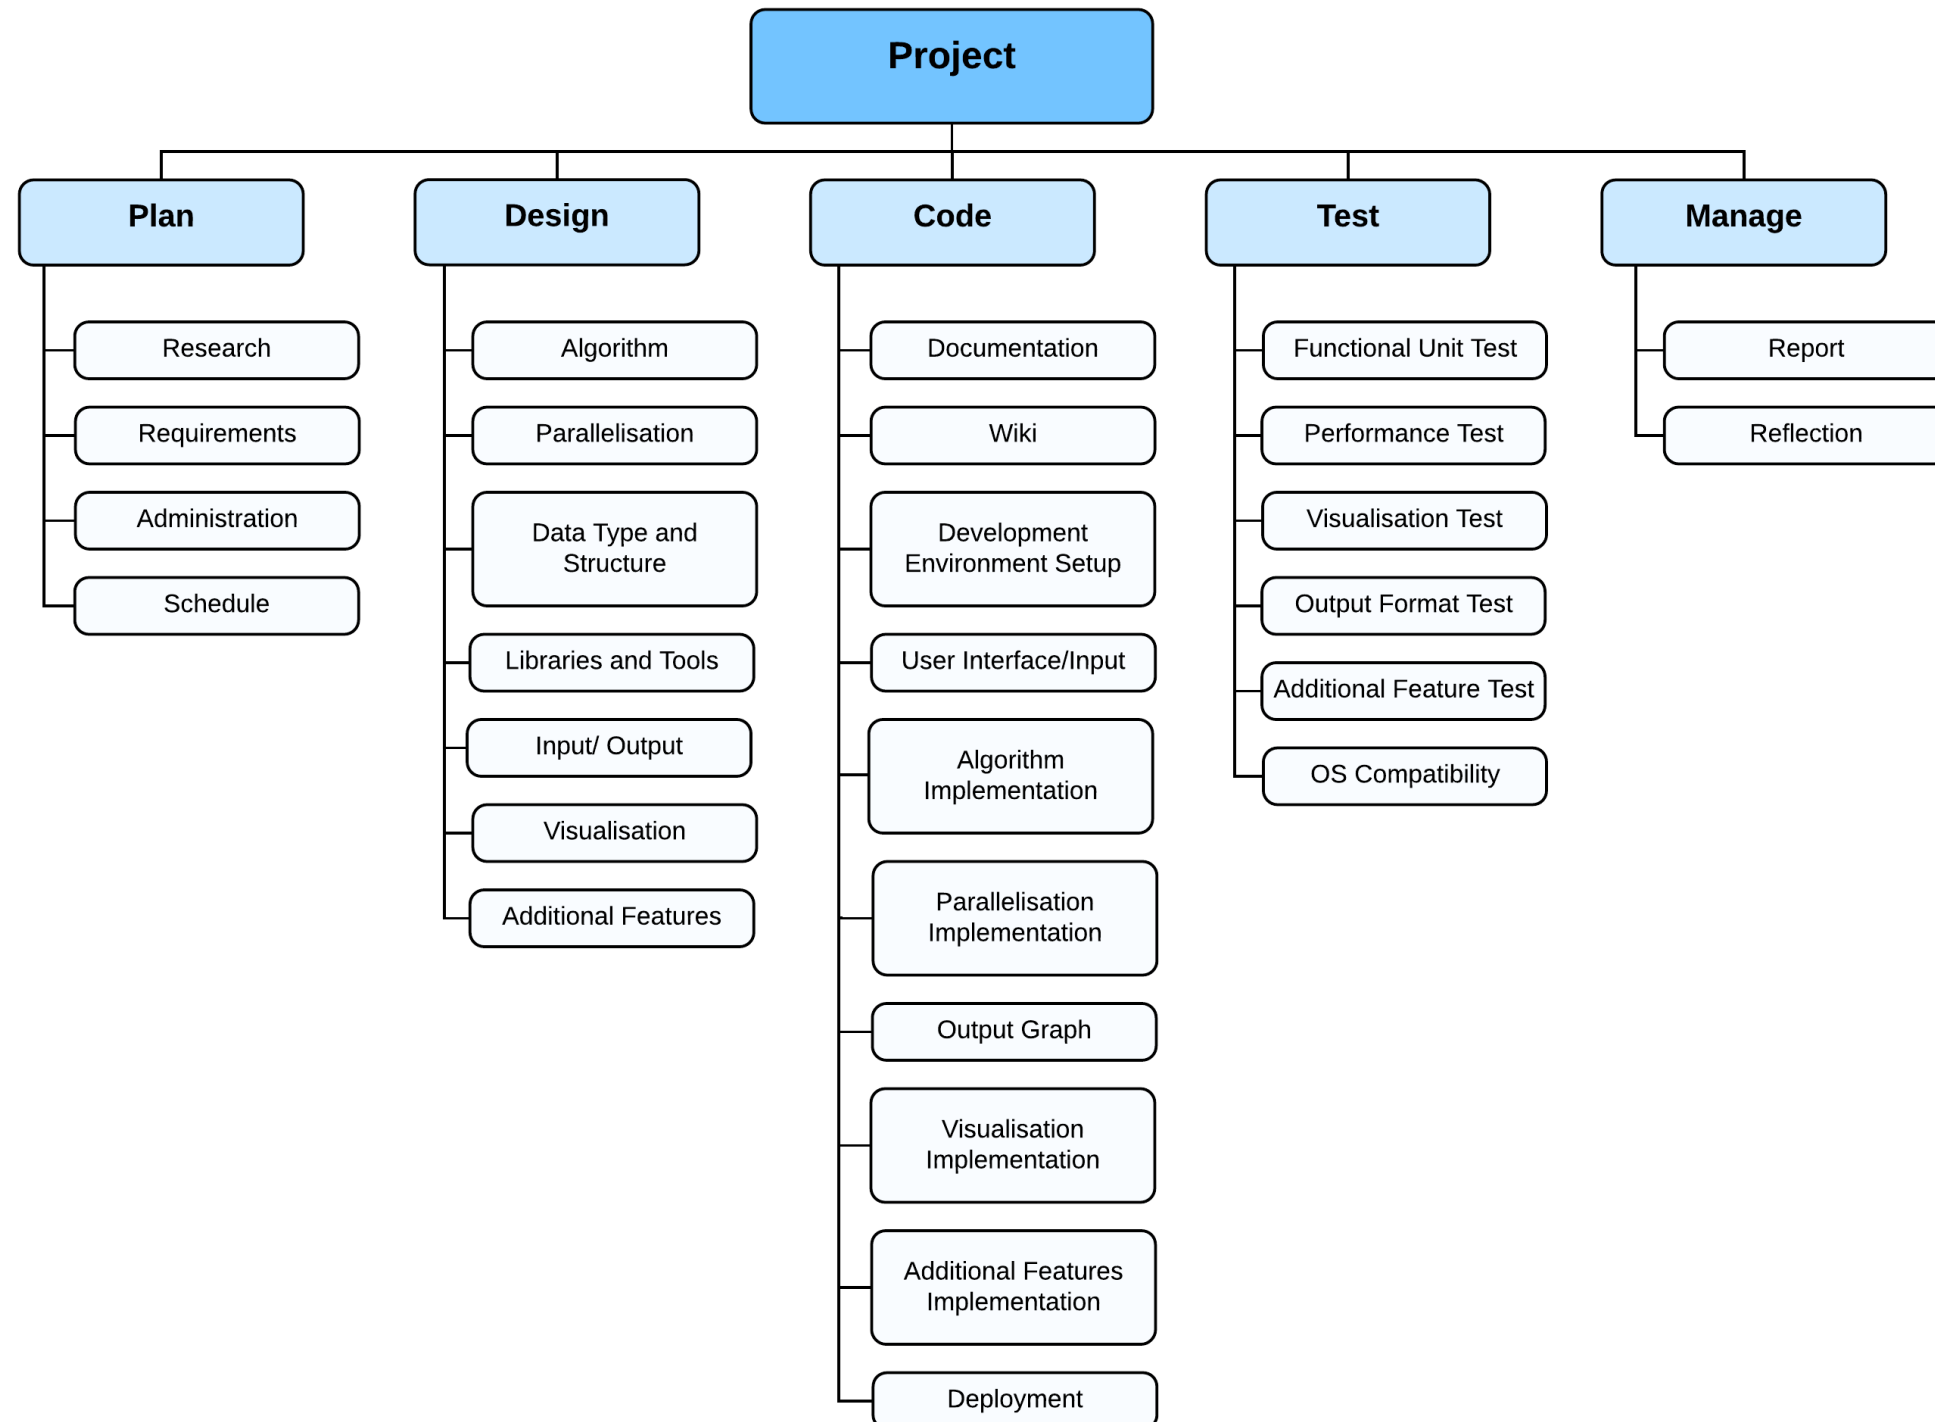 Project
Plan
Design
Code
Test
Manage
Research
Requirements
Administration
Schedule
Algorithm
Parallelisation
Data Type and
Structure
Libraries and Tools
Input/ Output
Visualisation
Additional Features
Documentation
Wiki
Development
Environment Setup
User Interface/Input
Algorithm
Implementation
Parallelisation
Implementation
Output Graph
Visualisation
Implementation
Additional Features
Implementation
Deployment
Functional Unit Test
Performance Test
Visualisation Test
Output Format Test
Additional Feature Test
OS Compatibility
Report
Reflection